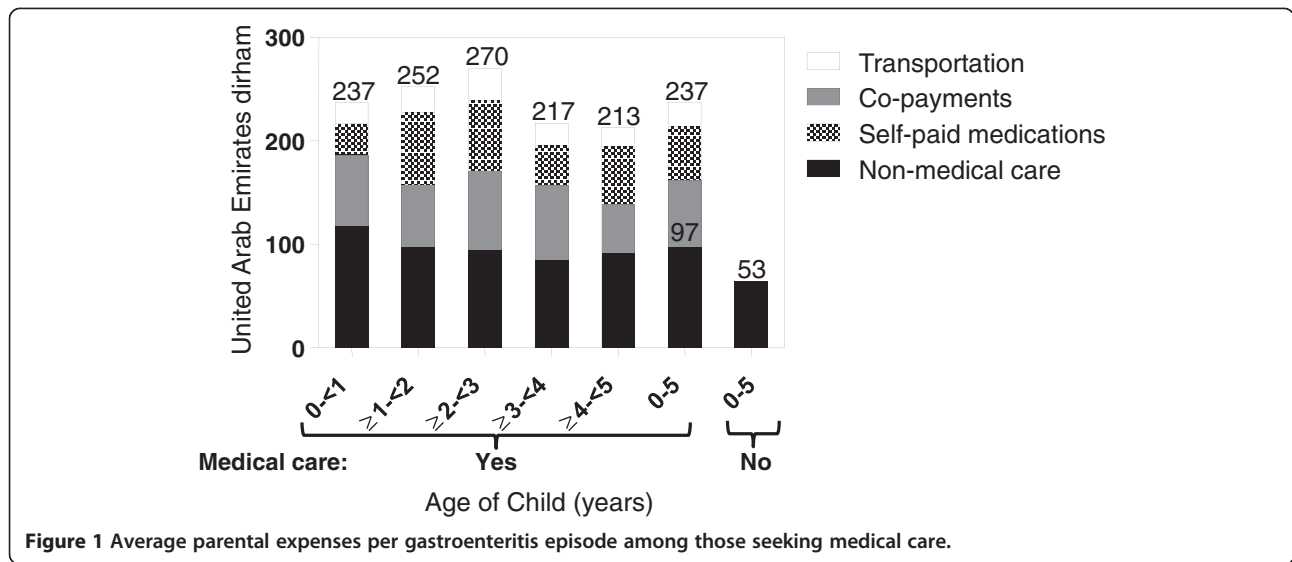 United Arab Emirates dirham
300
200
100
0
237
252
270
217
213
237
97
53
Transportation
Co-payments
Self-paid medications
Non-medical care
0-<1
≥1-<2
≥2-<3
≥3-<4
≥4-<5
0-5
0-5
Medical care: Yes No
Age of Child (years)
Figure 1 Average parental expenses per gastroenteritis episode among those seeking medical care.